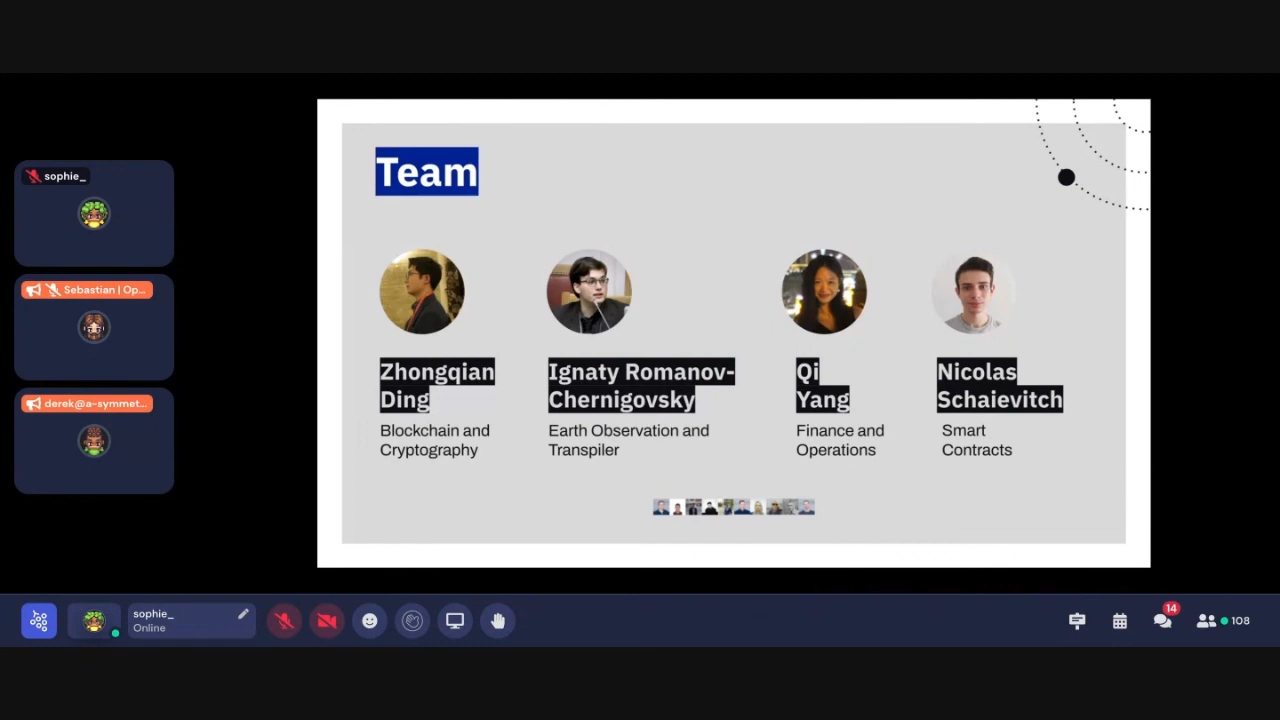 sophie_
Sebastian | Op...
derek@a-symmet...
Team
Zhongqian
Ding
Blockchain and
Cryptography
Ignaty Romanov-
Chernigovsky
Earth Observation and
Transpiler
Qi
Yang
Finance and
Operations
Nicolas
Schaievitch
Smart
Contracts
sophie_
Online
14
108